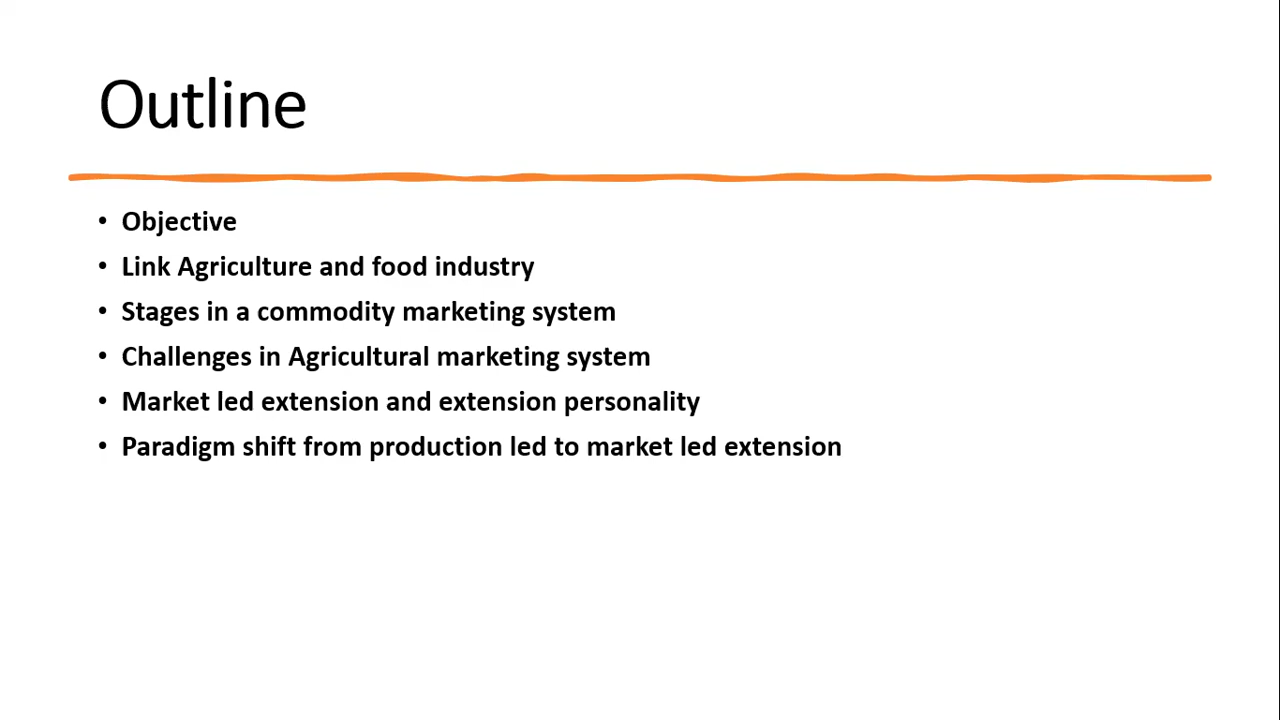 Outline
• Objective
• Link Agriculture and food industry
• Stages in a commodity marketing system
• Challenges in Agricultural marketing system
• Market led extension and extension personality
• Paradigm shift from production led to market led extension